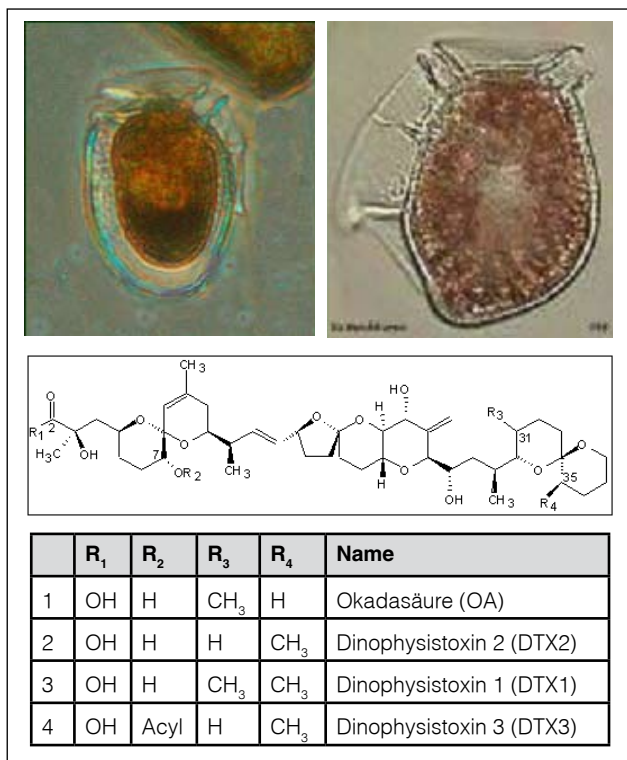 CH₃
HO
O
O
O
H
R₃
R₁
2
31
O
H₃C
OH
7
O
CH₃
O
O
35
OR₂
H
OH
CH₃
R₄
R₁ R₂ R₃ R₄ Name
1 OH H CH₃ H Okadasäure (OA)
2 OH H H CH₃ Dinophysistoxin 2 (DTX2)
3 OH H CH₃ CH₃ Dinophysistoxin 1 (DTX1)
4 OH Acyl H CH₃ Dinophysistoxin 3 (DTX3)